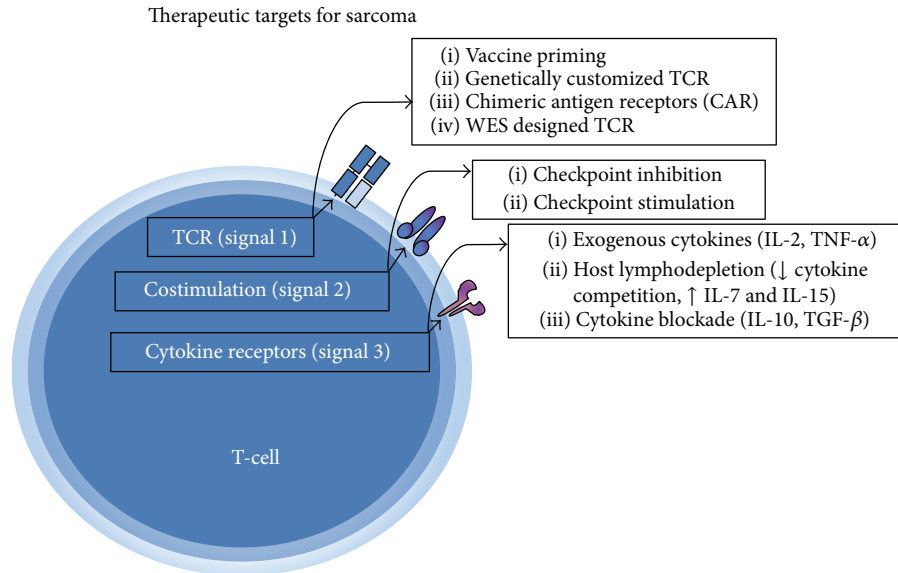 Therapeutic targets for sarcoma
(i) Vaccine priming
(ii) Genetically customized TCR
(iii) Chimeric antigen receptors (CAR)
(iv) WES designed TCR
(i) Checkpoint inhibition
(ii) Checkpoint stimulation
TCR (signal 1)
(i) Exogenous cytokines (IL-2, TNF-α)
(ii) Host lymphodepletion (↓ cytokine
competition, ↑ IL-7 and IL-15)
(iii) Cytokine blockade (IL-10, TGF-β)
Costimulation (signal 2)
Cytokine receptors (signal 3)
T-cell